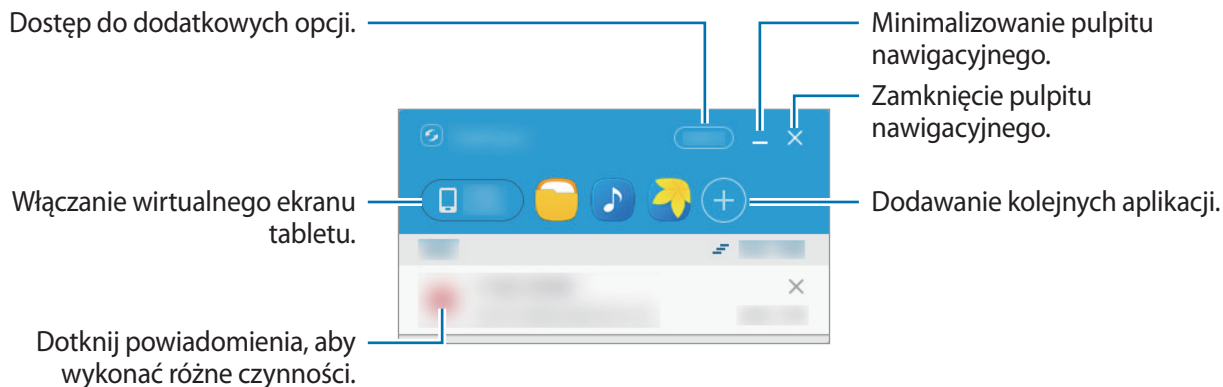 Dostęp do dodatkowych opcji.
Minimalizowanie pulpitu
nawigacyjnego.
Zamknięcie pulpitu
nawigacyjnego.
Włączanie wirtualnego ekranu
tabletu.
Dodawanie kolejnych aplikacji.
Dotknij powiadomienia, aby
wykonać różne czynności.